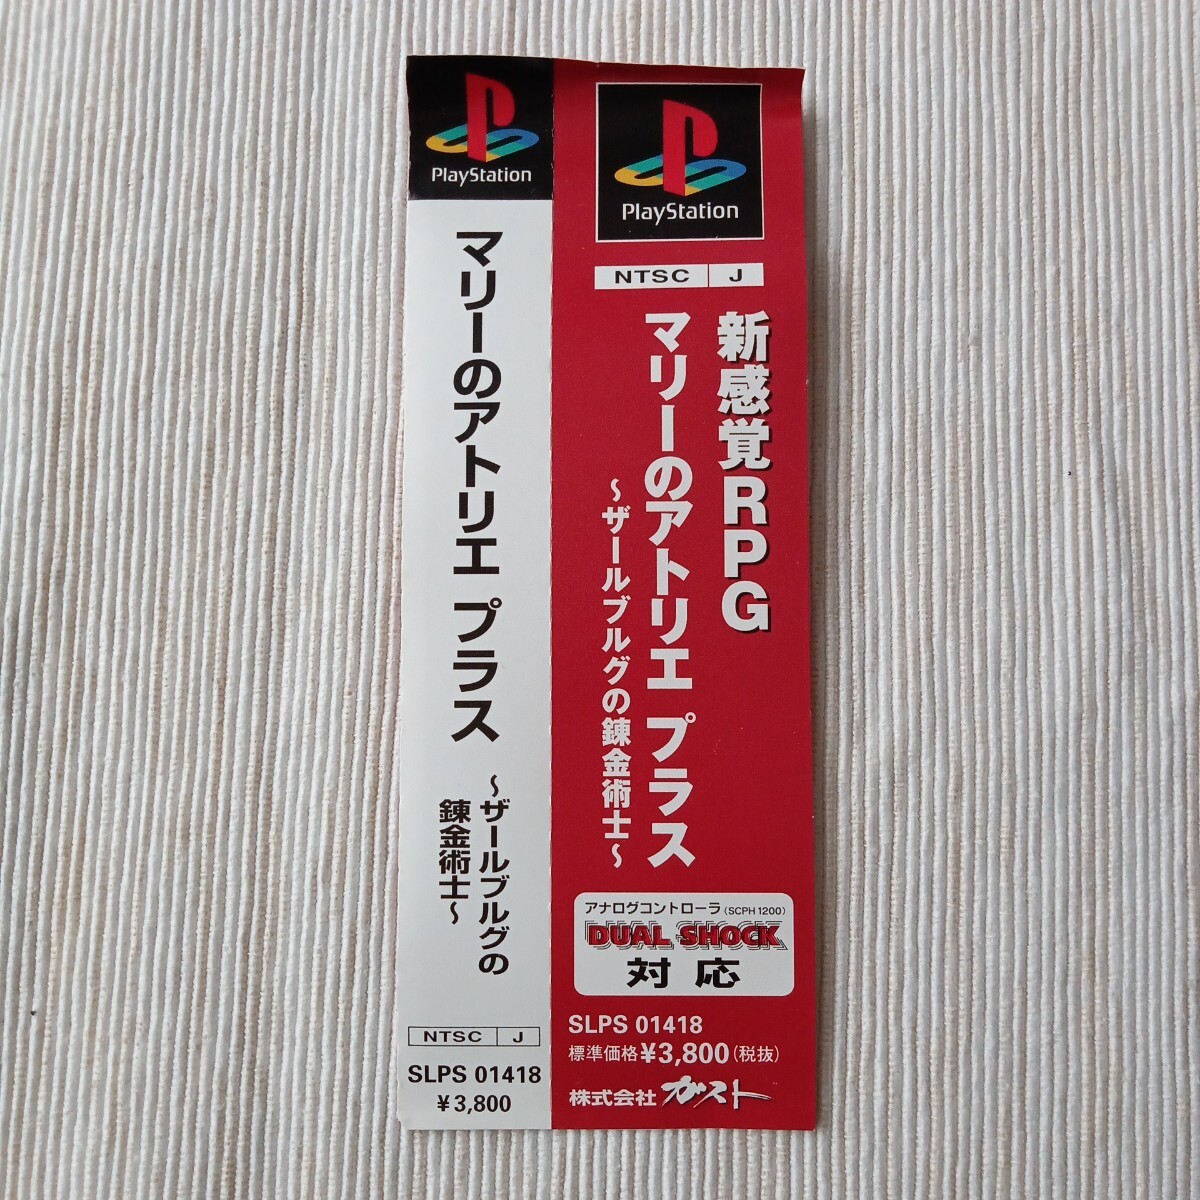 PlayStation
マリーのアトリエ プラス
～ザールブルグの
錬金術士～
NTSC J
SLPS 01418
¥3,800
PlayStation
NTSC J
新感覚RPG
マリーのアトリエ プラス
～ザールブルグの錬金術士～
アナログコントローラ(SCPH 1200)
DUAL SHOCK
対応
SLPS 01418
標準価格¥3,800(税抜)
株式会社 ガスト